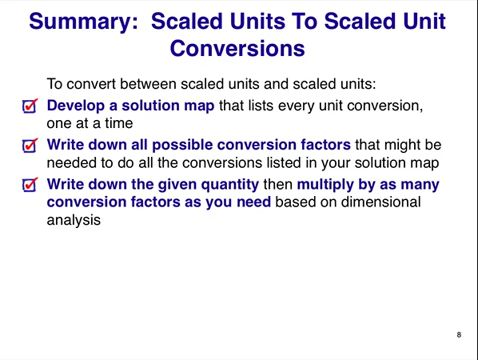 Summary: Scaled Units To Scaled Unit
Conversions
To convert between scaled units and scaled units:
Develop a solution map that lists every unit conversion,
one at a time
Write down all possible conversion factors that might be
needed to do all the conversions listed in your solution map
Write down the given quantity then multiply by as many
conversion factors as you need based on dimensional
analysis
8